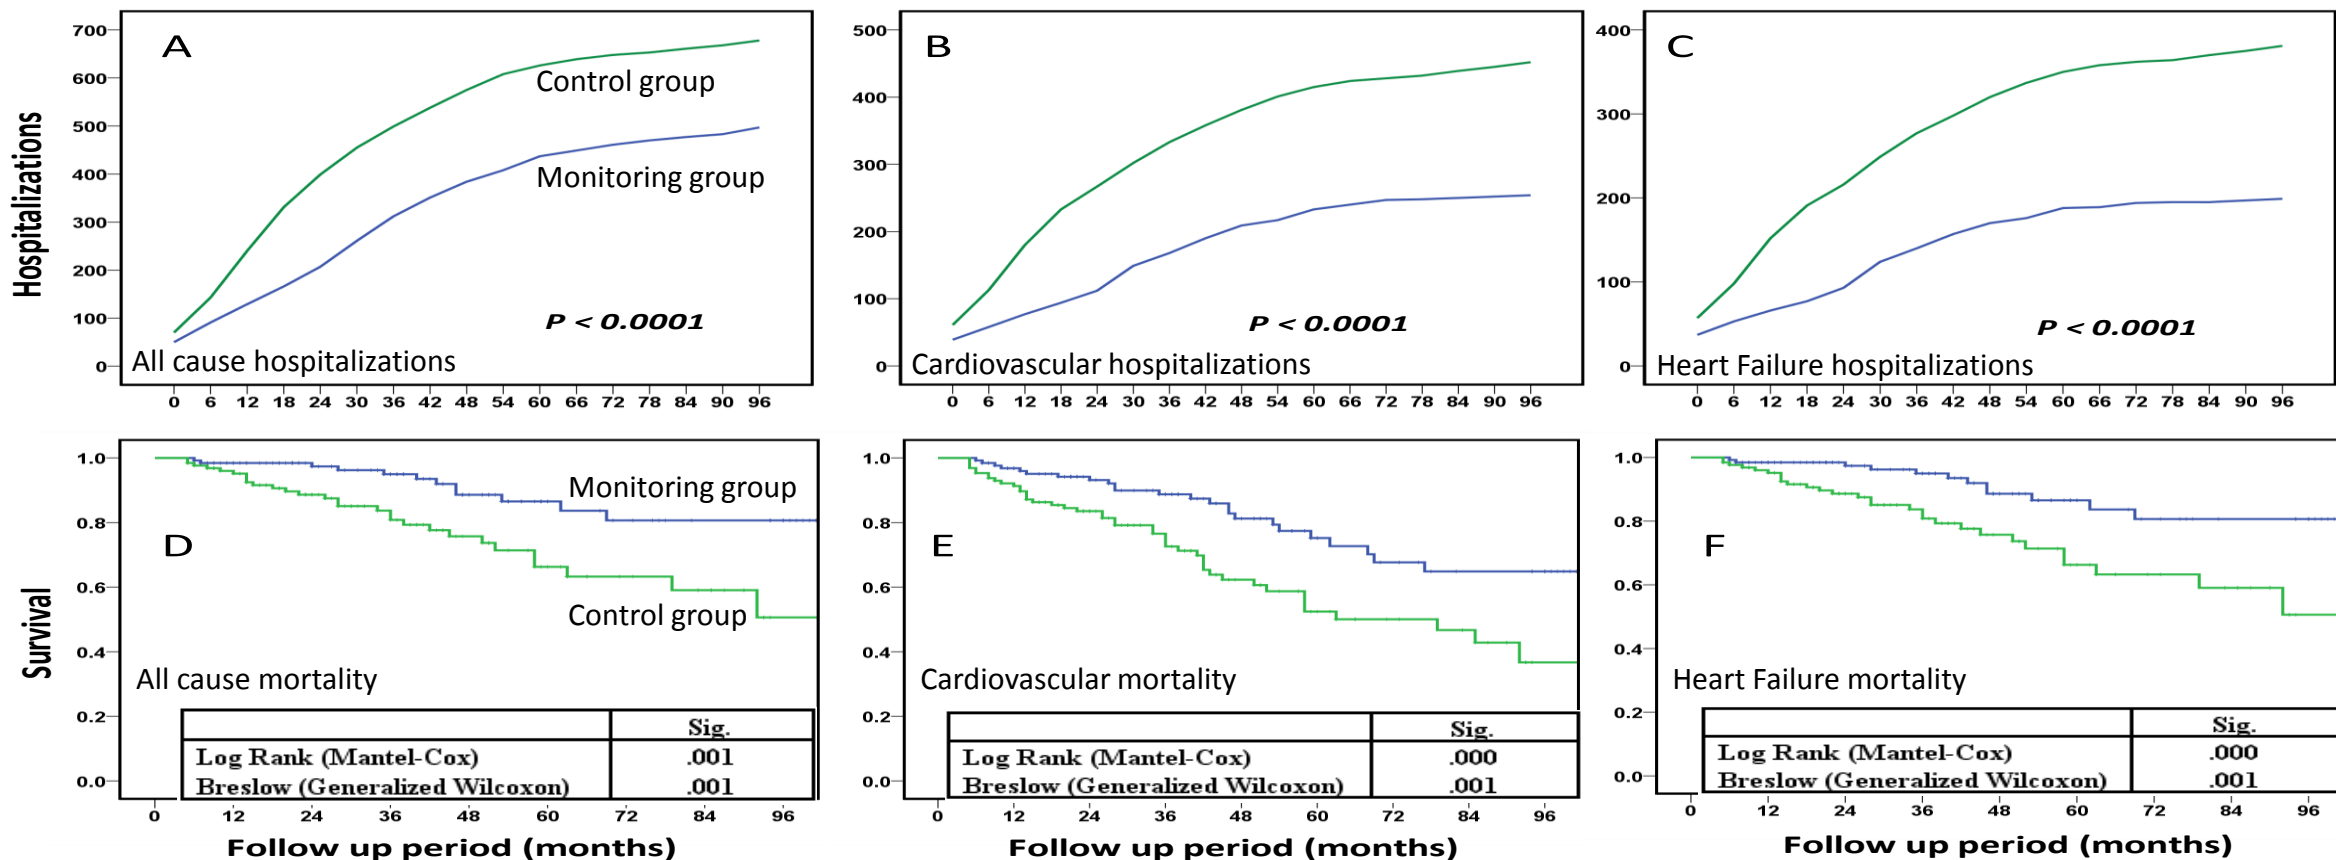 Hospitalizations
A
700
600
500
400
300
200
100
0
Control group
Monitoring group
P < 0.0001
All cause hospitalizations
0 6 12 18 24 30 36 42 48 54 60 66 72 78 84 90 96
B
500
400
300
200
100
0
P < 0.0001
Cardiovascular hospitalizations
0 6 12 18 24 30 36 42 48 54 60 66 72 78 84 90 96
C
400
300
200
100
0
P < 0.0001
Heart Failure hospitalizations
0 6 12 18 24 30 36 42 48 54 60 66 72 78 84 90 96
Survival
D
1.0
0.8
0.6
0.4
0.2
0.0
Monitoring group
Control group
All cause mortality
Sig.
Log Rank (Mantel-Cox) .001
Breslow (Generalized Wilcoxon) .001
0 12 24 36 48 60 72 84 96
Follow up period (months)
E
1.0
0.8
0.6
0.4
0.2
0.0
Cardiovascular mortality
Sig.
Log Rank (Mantel-Cox) .000
Breslow (Generalized Wilcoxon) .001
0 12 24 36 48 60 72 84 96
Follow up period (months)
F
1.0
0.8
0.6
0.4
0.2
0.0
Heart Failure mortality
Sig.
Log Rank (Mantel-Cox) .000
Breslow (Generalized Wilcoxon) .001
0 12 24 36 48 60 72 84 96
Follow up period (months)